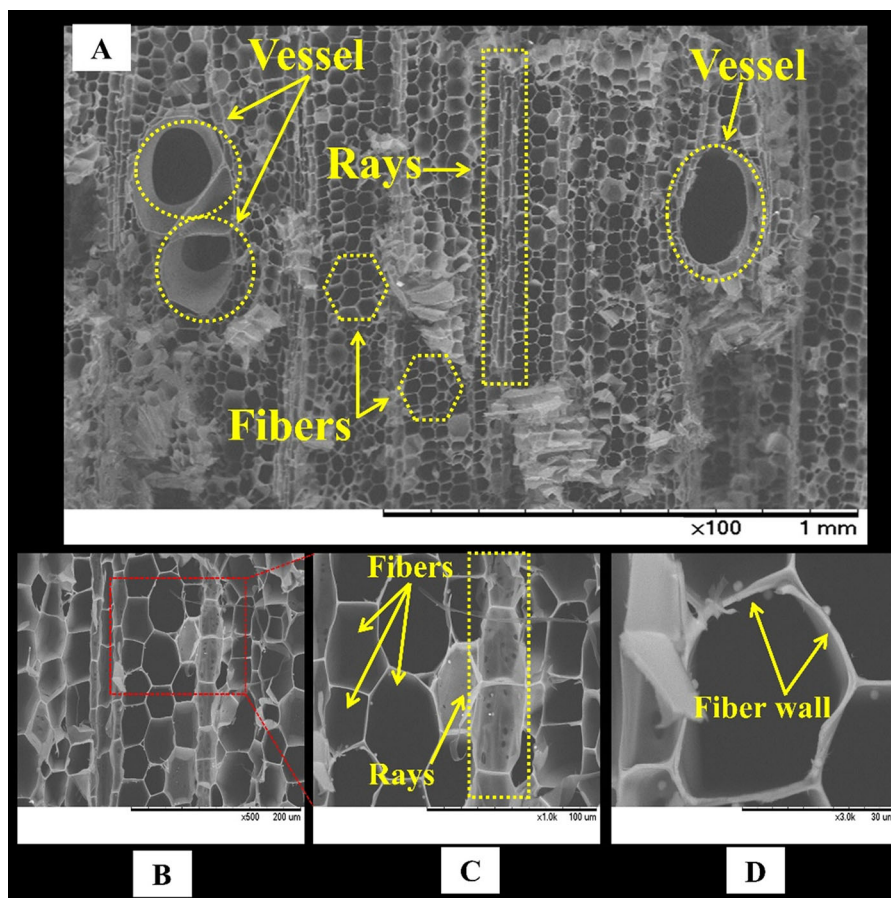 A
Vessel
Vessel
Rays
Fibers
x100 1 mm
Fibers
Rays
Fiber wall
x500 200 um
x1.0k 100 um
x3.0k 30 um
B
C
D